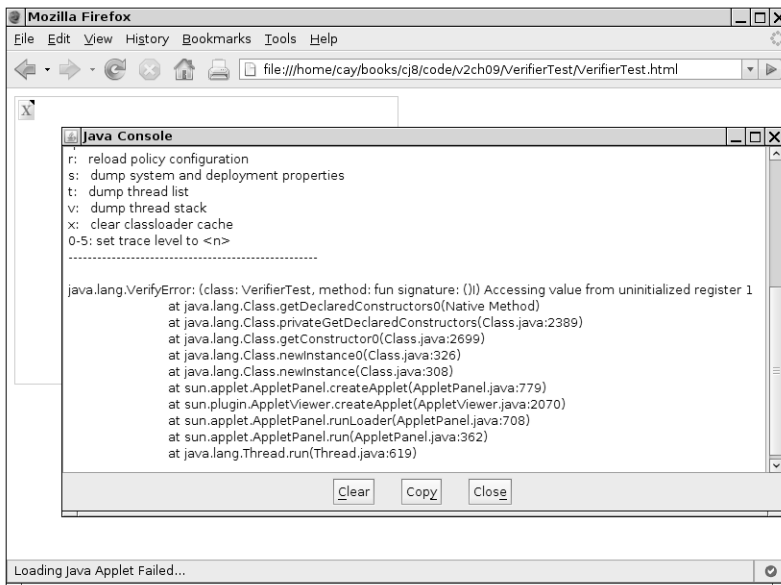 Mozilla Firefox
File Edit View History Bookmarks Tools Help
file:///home/cay/books/cj8/code/v2ch09/VerifierTest/VerifierTest.html
X
Java Console
r: reload policy configuration
s: dump system and deployment properties
t: dump thread list
v: dump thread stack
x: clear classloader cache
0-5: set trace level to <n>
----------------------------------------------------
java.lang.VerifyError: (class: VerifierTest, method: fun signature: ()I) Accessing value from uninitialized register 1
at java.lang.Class.getDeclaredConstructors0(Native Method)
at java.lang.Class.privateGetDeclaredConstructors(Class.java:2389)
at java.lang.Class.getConstructor0(Class.java:2699)
at java.lang.Class.newInstance0(Class.java:326)
at java.lang.Class.newInstance(Class.java:308)
at sun.applet.AppletPanel.createApplet(AppletPanel.java:779)
at sun.plugin.AppletViewer.createApplet(AppletViewer.java:2070)
at sun.applet.AppletPanel.runLoader(AppletPanel.java:708)
at sun.applet.AppletPanel.run(AppletPanel.java:362)
at java.lang.Thread.run(Thread.java:619)
Clear Copy Close
Loading Java Applet Failed...